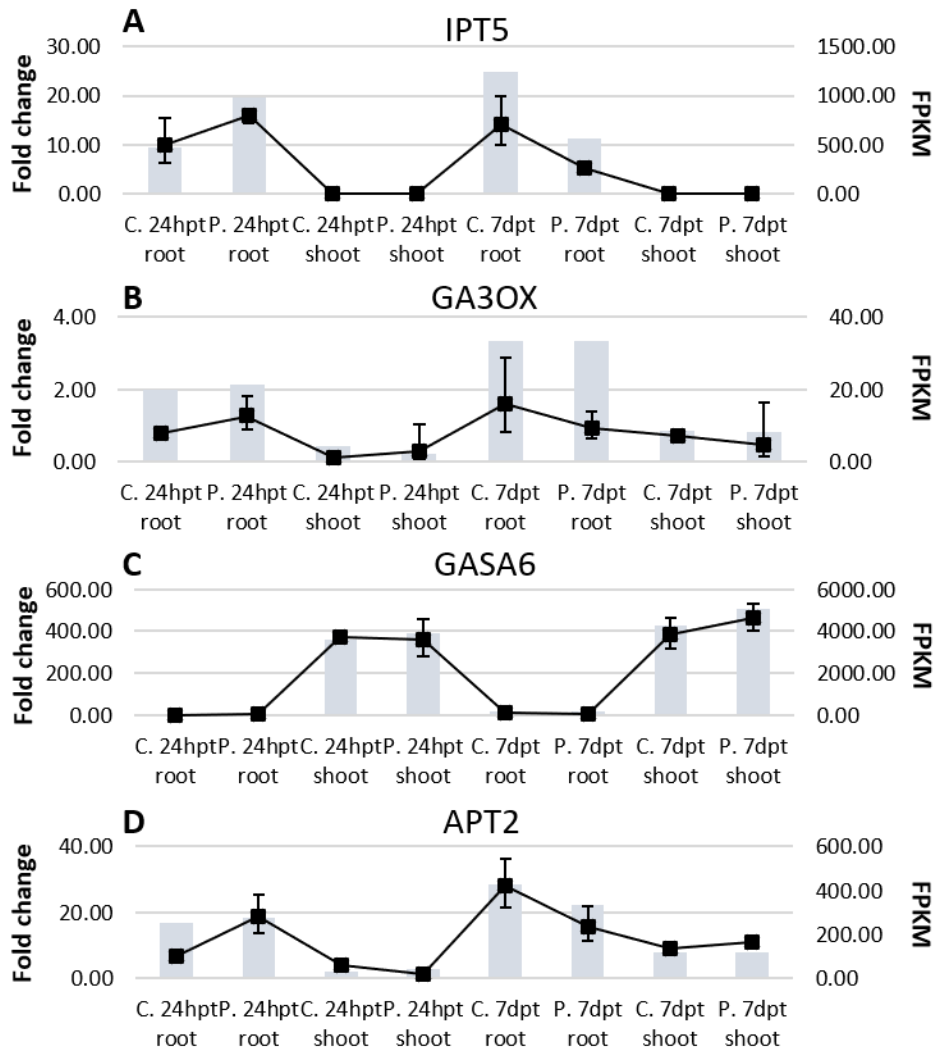 A
IPT5
30.00
20.00
10.00
0.00
Fold change
1500.00
1000.00
500.00
0.00
FPKM
C. 24hpt P. 24hpt C. 24hpt P. 24hpt C. 7dpt P. 7dpt C. 7dpt P. 7dpt
root root shoot shoot root root shoot shoot
B
GA3OX
4.00
2.00
0.00
Fold change
40.00
20.00
0.00
FPKM
C. 24hpt P. 24hpt C. 24hpt P. 24hpt C. 7dpt P. 7dpt C. 7dpt P. 7dpt
root root shoot shoot root root shoot shoot
C
GASA6
600.00
400.00
200.00
0.00
Fold change
6000.00
4000.00
2000.00
0.00
FPKM
C. 24hpt P. 24hpt C. 24hpt P. 24hpt C. 7dpt P. 7dpt C. 7dpt P. 7dpt
root root shoot shoot root root shoot shoot
D
APT2
40.00
20.00
0.00
Fold change
600.00
400.00
200.00
0.00
FPKM
C. 24hpt P. 24hpt C. 24hpt P. 24hpt C. 7dpt P. 7dpt C. 7dpt P. 7dpt
root root shoot shoot root root shoot shoot